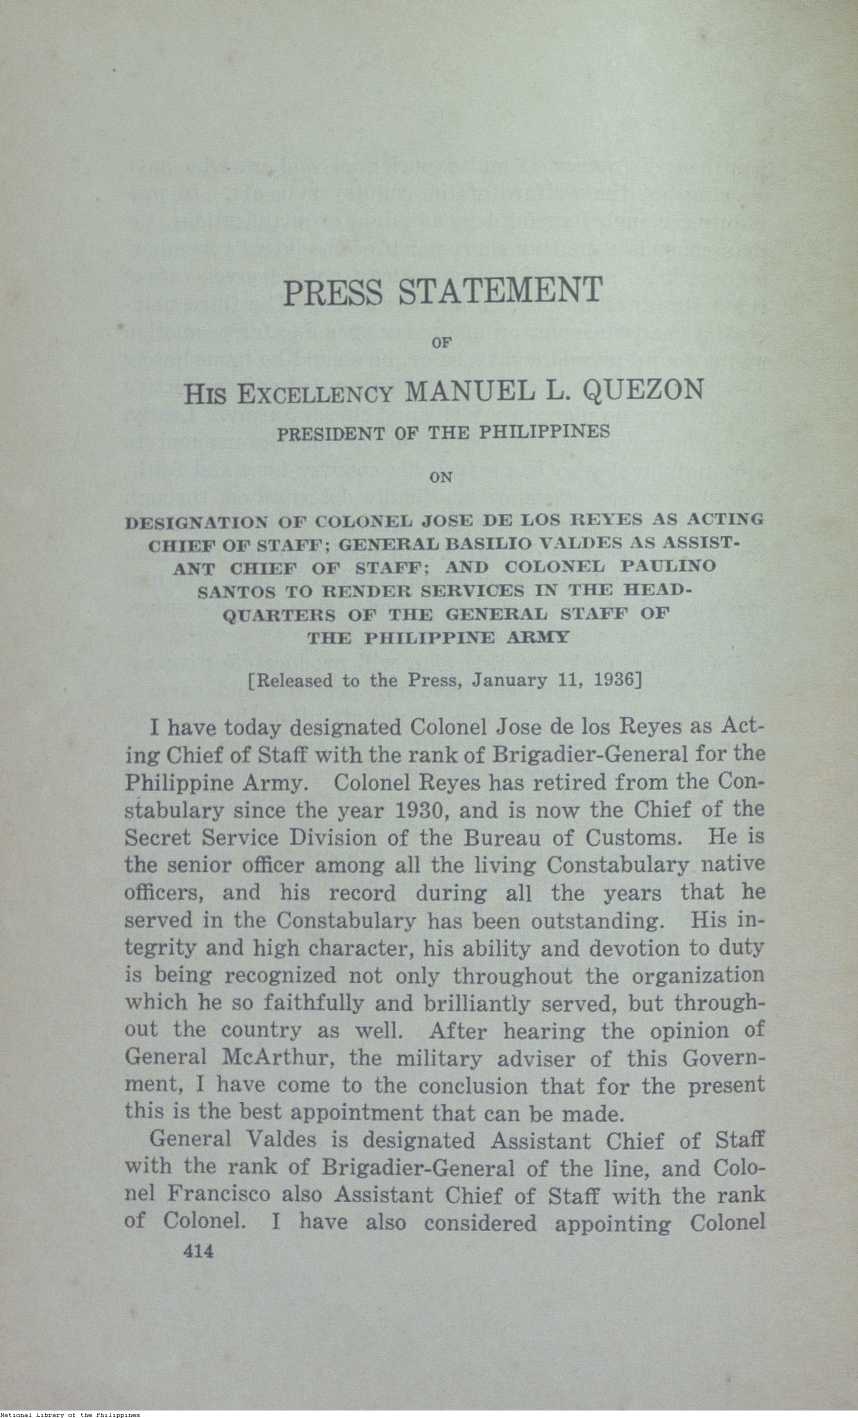 PRESS STATEMENT
OF
HIS EXCELLENCY MANUEL L. QUEZON
PRESIDENT OF THE PHILIPPINES
ON
DESIGNATION OF COLONEL JOSE DE LOS REYES AS ACTING
CHIEF OF STAFF; GENERAL BASILIO VALDES AS ASSIST-
ANT CHIEF OF STAFF; AND COLONEL PAULINO
SANTOS TO RENDER SERVICES IN THE HEAD-
QUARTERS OF THE GENERAL STAFF OF
THE PHILIPPINE ARMY
[Released to the Press, January 11, 1936]
I have today designated Colonel Jose de los Reyes as Act-
ing Chief of Staff with the rank of Brigadier-General for the
Philippine Army. Colonel Reyes has retired from the Con-
stabulary since the year 1930, and is now the Chief of the
Secret Service Division of the Bureau of Customs. He is
the senior officer among all the living Constabulary native
officers, and his record during all the years that he
served in the Constabulary has been outstanding. His in-
tegrity and high character, his ability and devotion to duty
is being recognized not only throughout the organization
which he so faithfully and brilliantly served, but through-
out the country as well. After hearing the opinion of
General McArthur, the military adviser of this Govern-
ment, I have come to the conclusion that for the present
this is the best appointment that can be made.
General Valdes is designated Assistant Chief of Staff
with the rank of Brigadier-General of the line, and Colo-
nel Francisco also Assistant Chief of Staff with the rank
of Colonel. I have also considered appointing Colonel
414
National Library of the Philippines